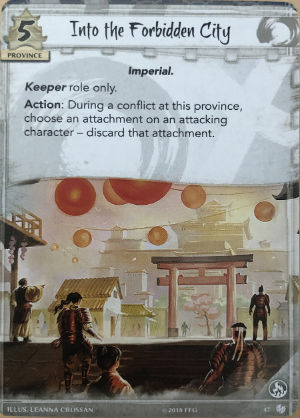 5
Into the Forbidden City
PROVINCE
Imperial.
Keeper role only.
Action: During a conflict at this province,
choose an attachment on an attacking
character – discard that attachment.
ILLUS. LEANNA CROSSAN
© 2018 FFG
47